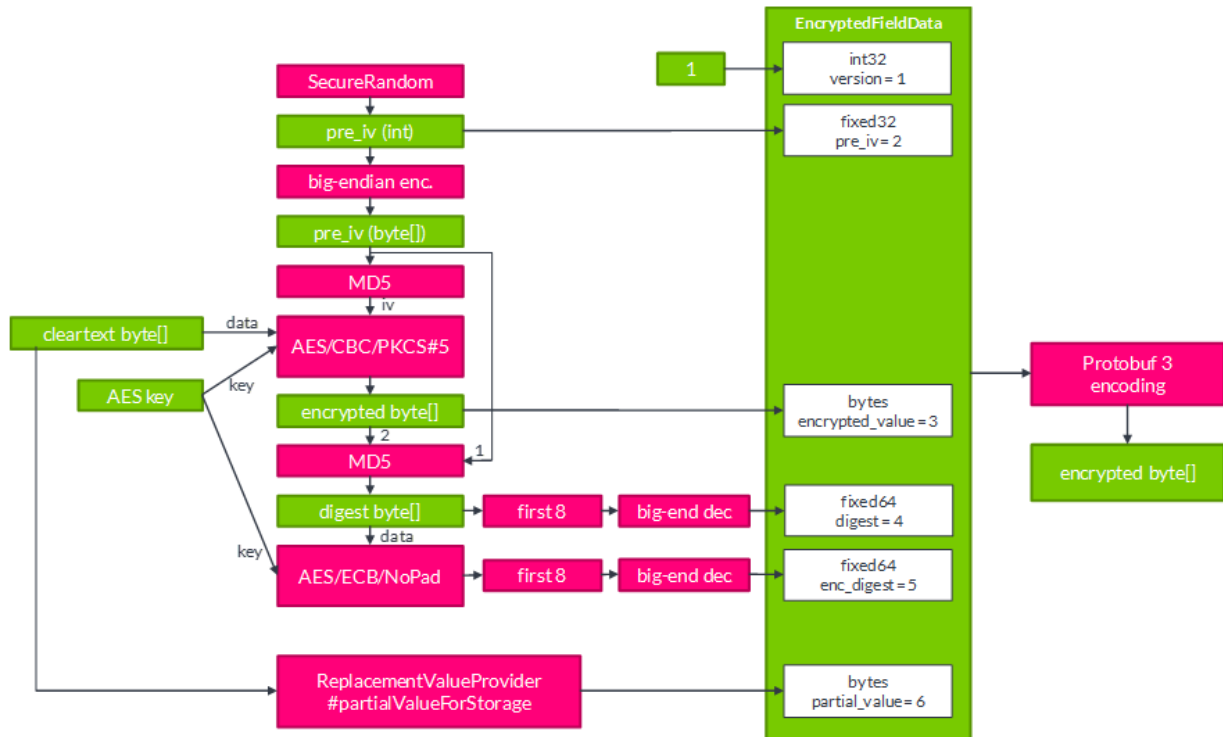 EncryptedFieldData
1
int32
version = 1
SecureRandom
pre_iv (int)
fixed32
pre_iv = 2
big-endian enc.
pre_iv (byte[])
MD5
iv
cleartext byte[]
data
AES/CBC/PKCS#5
AES key
key
encrypted byte[]
bytes
encrypted_value = 3
Protobuf 3
encoding
2
1
MD5
encrypted byte[]
digest byte[]
first 8
big-end dec
fixed64
digest = 4
data
key
AES/ECB/NoPad
first 8
big-end dec
fixed64
enc_digest = 5
ReplacementValueProvider
#partialValueForStorage
bytes
partial_value = 6